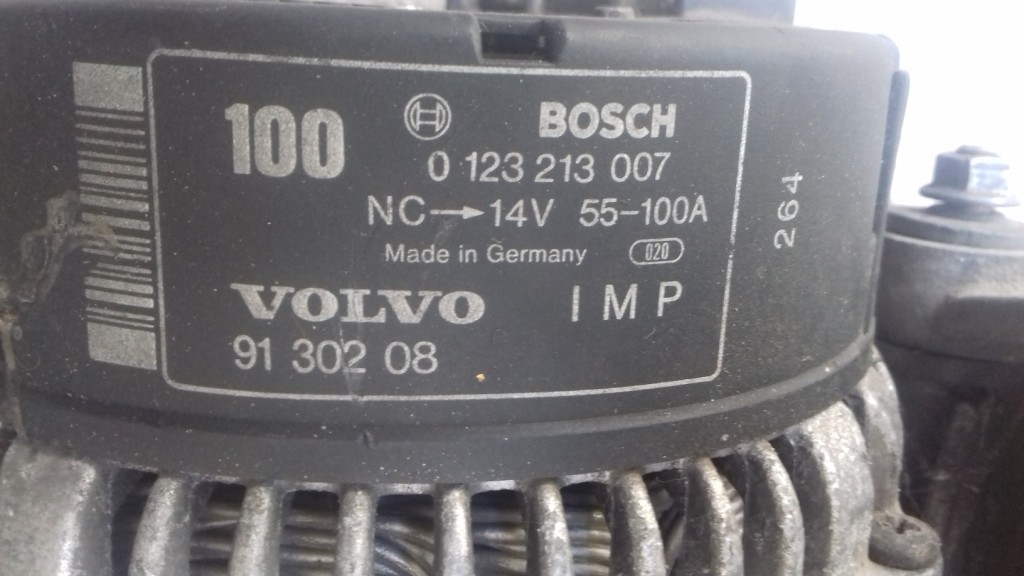 100 BOSCH
0 123 213 007
NC→14V 55-100A
Made in Germany 020
VOLVO IMP
91 302 08
264